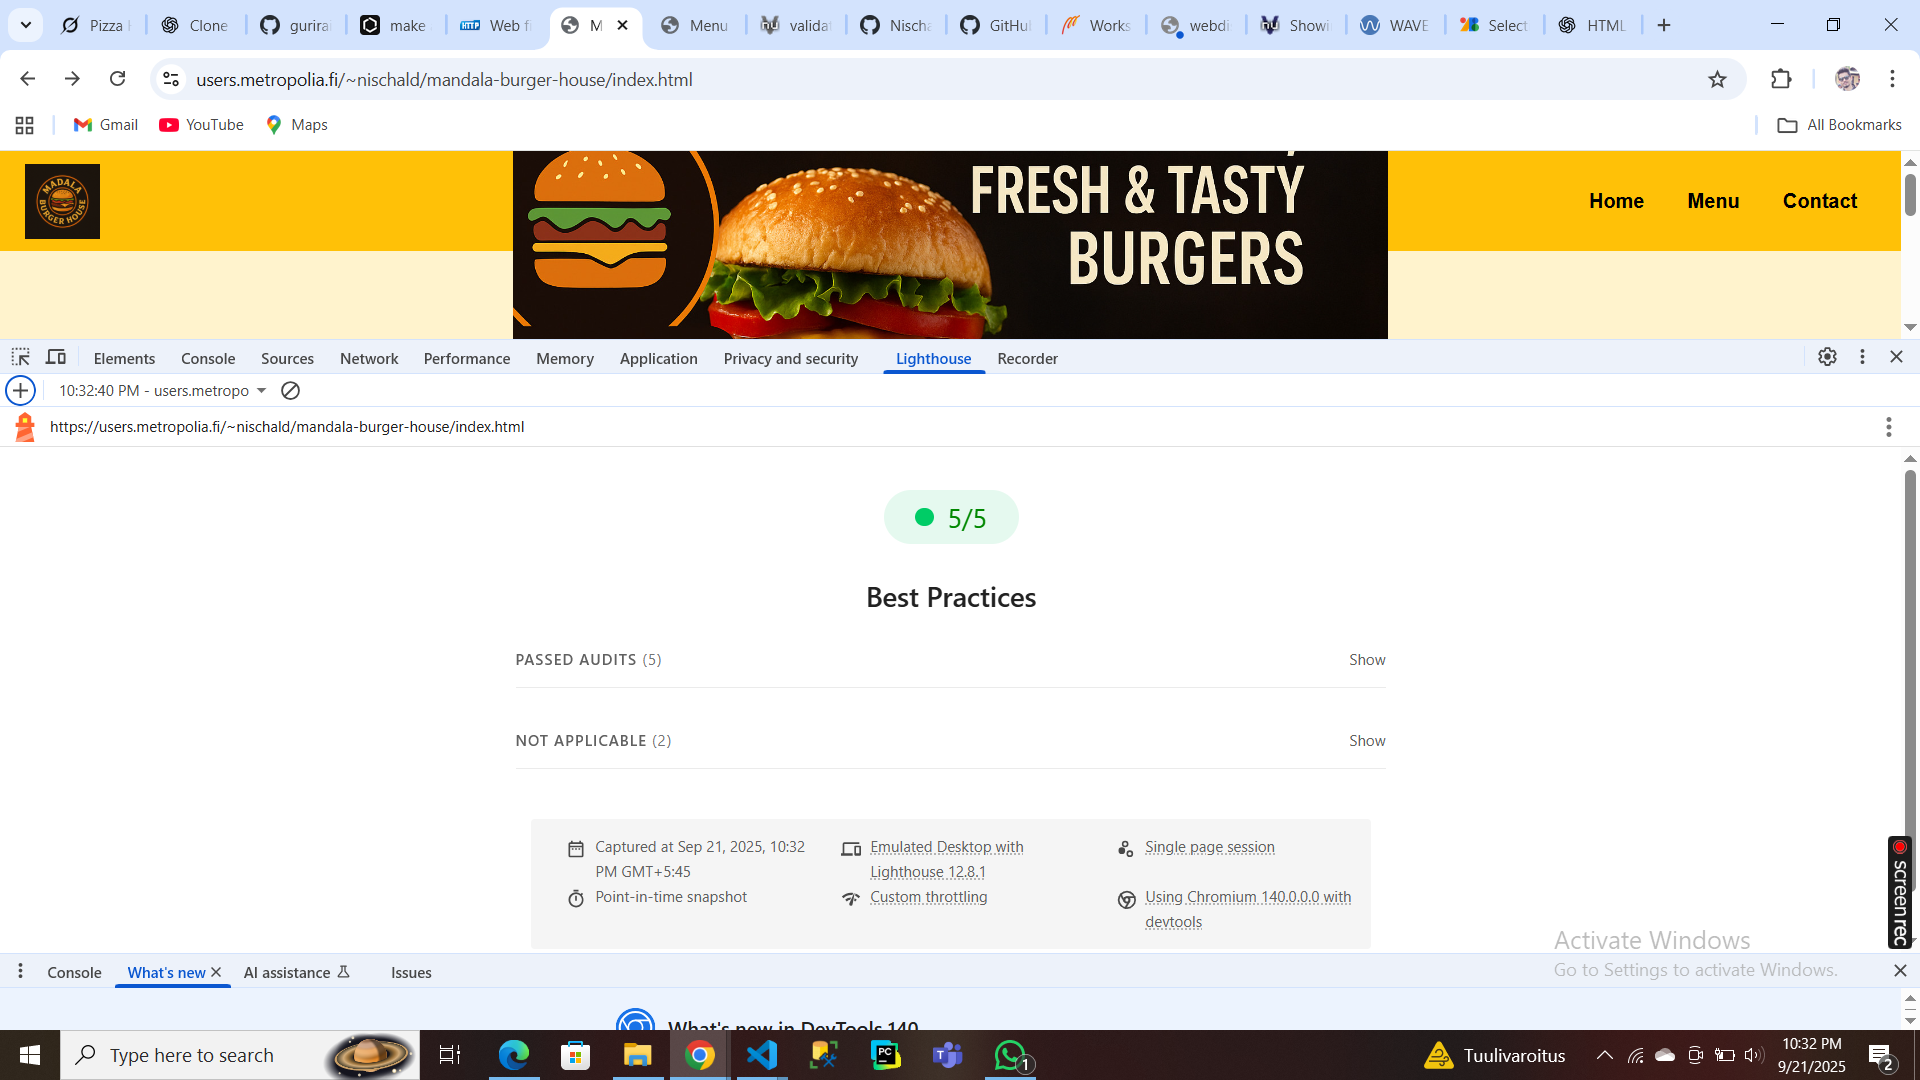 Pizza
Clone
gurirai
make
HTTP
Web f
M
Menu
validat
Nischa
GitHu
Works
webdi
Showi
WAVE
Select
HTML
users.metropolia.fi/~nischald/mandala-burger-house/index.html
Gmail
YouTube
Maps
All Bookmarks
MADALA
BURGER HOUSE
FRESH & TASTY
BURGERS
Home
Menu
Contact
Elements
Console
Sources
Network
Performance
Memory
Application
Privacy and security
Lighthouse
Recorder
10:32:40 PM - users.metropo
https://users.metropolia.fi/~nischald/mandala-burger-house/index.html
5/5
Best Practices
PASSED AUDITS (5)
Show
NOT APPLICABLE (2)
Show
Captured at Sep 21, 2025, 10:32
PM GMT+5:45
Emulated Desktop with
Lighthouse 12.8.1
Single page session
Point-in-time snapshot
Custom throttling
Using Chromium 140.0.0.0 with
devtools
screenrec
Activate Windows
Go to Settings to activate Windows.
Console
What's new
AI assistance
Issues
What's new in DevTools 140
Type here to search
PC
1
Tuulivaroitus
10:32 PM
9/21/2025
2